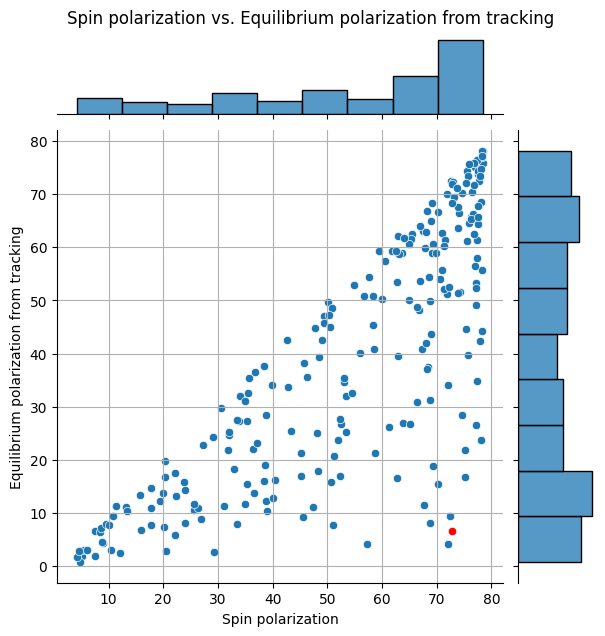 Spin polarization vs. Equilibrium polarization from tracking
80
70
60
50
40
30
20
10
0
Equilibrium polarization from tracking
10 20 30 40 50 60 70 80
Spin polarization